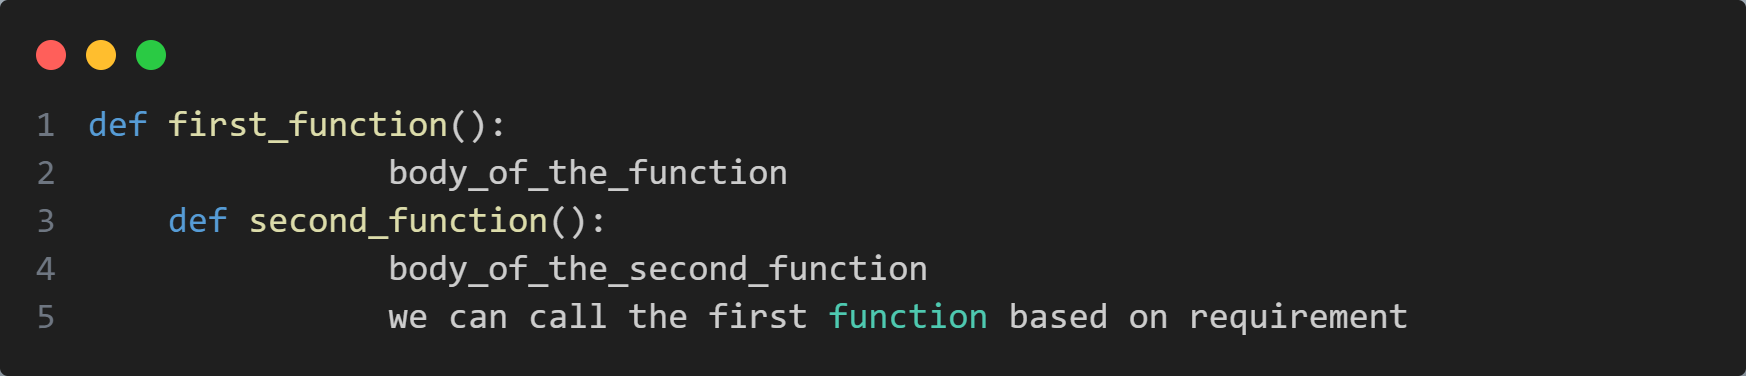 1 def first_function():
2 body_of_the_function
3 def second_function():
4 body_of_the_second_function
5 we can call the first function based on requirement